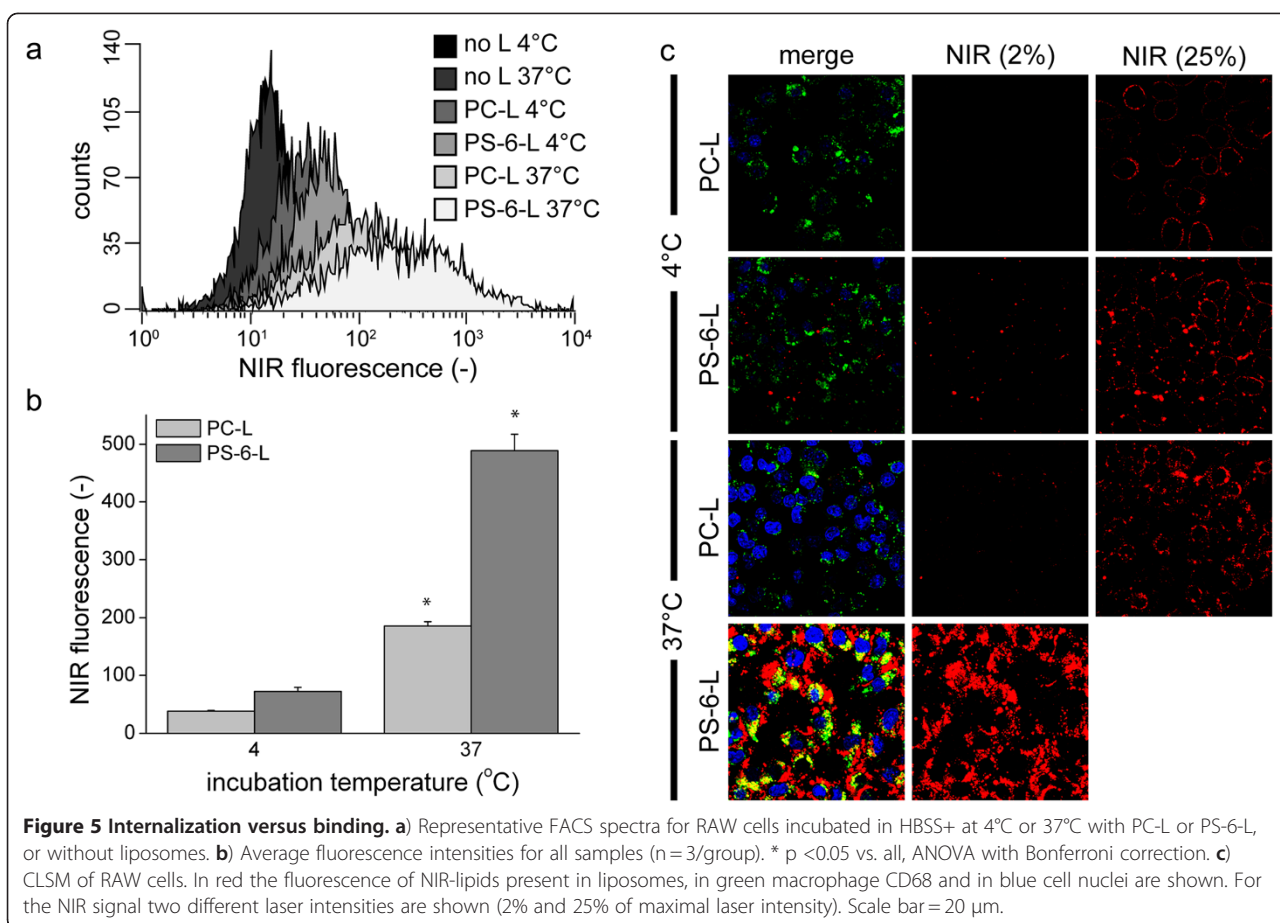 a
140
105
70
35
0
counts
no L 4°C
no L 37°C
PC-L 4°C
PS-6-L 4°C
PC-L 37°C
PS-6-L 37°C
10⁰ 10¹ 10² 10³ 10⁴
NIR fluorescence (-)
b
PC-L
PS-6-L
500
400
300
200
100
0
NIR fluorescence (-)
* *
4 37
incubation temperature (°C)
c
merge NIR (2%) NIR (25%)
4°C
PC-L
PS-6-L
37°C
PC-L
PS-6-L
Figure 5 Internalization versus binding. a) Representative FACS spectra for RAW cells incubated in HBSS+ at 4°C or 37°C with PC-L or PS-6-L,
or without liposomes. b) Average fluorescence intensities for all samples (n = 3/group). * p <0.05 vs. all, ANOVA with Bonferroni correction. c)
CLSM of RAW cells. In red the fluorescence of NIR-lipids present in liposomes, in green macrophage CD68 and in blue cell nuclei are shown. For
the NIR signal two different laser intensities are shown (2% and 25% of maximal laser intensity). Scale bar = 20 μm.